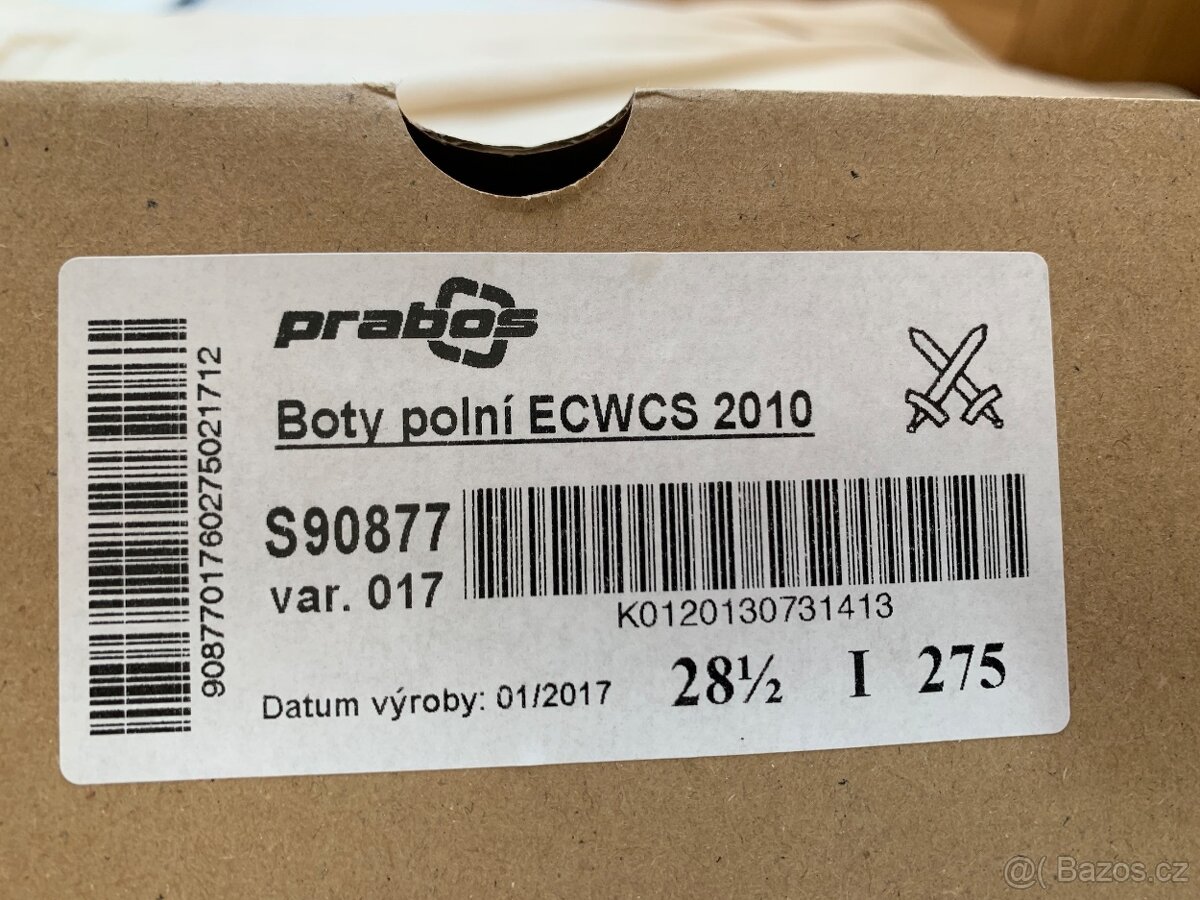 prabos
Boty polní ECWCS 2010
S90877
var. 017
K0120130731413
Datum výroby: 01/2017
28½ I 275
9087701760275021712
@( Bazos.cz